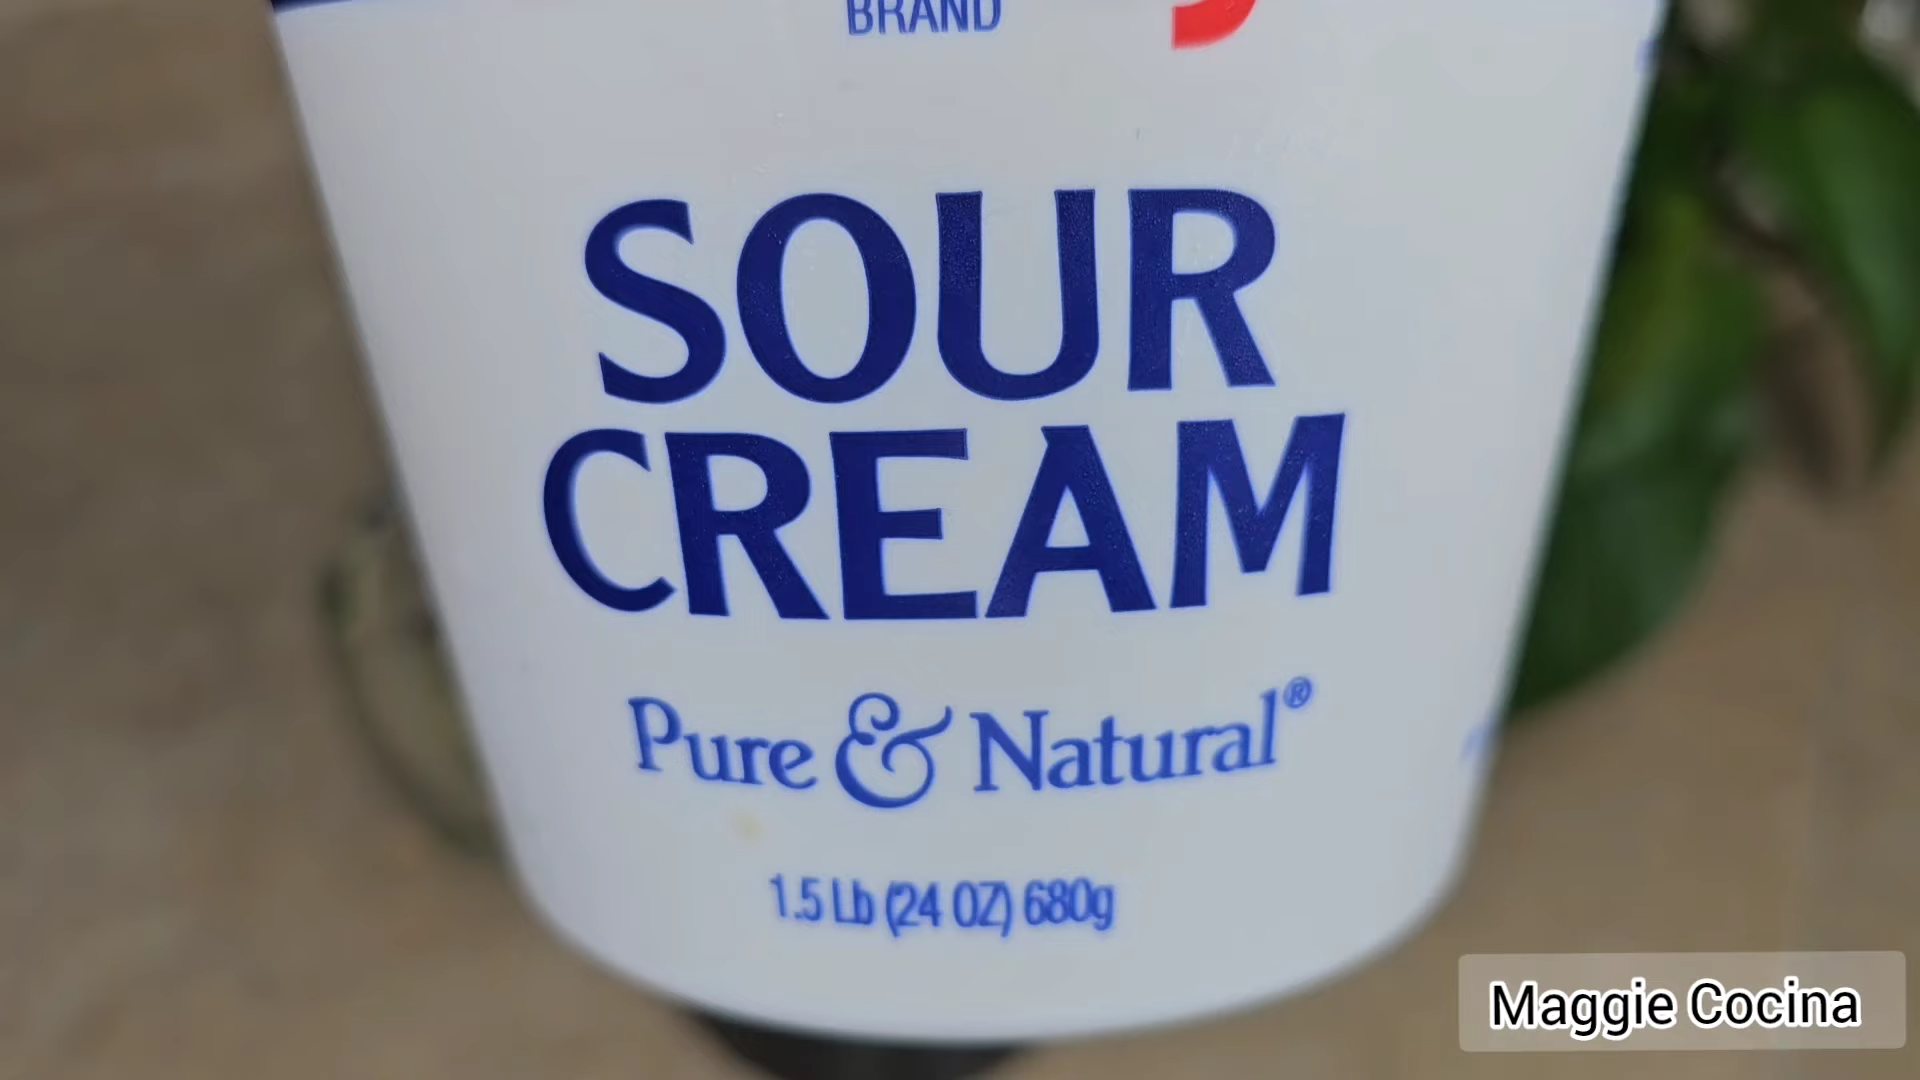 BRAND
SOUR
CREAM
Pure & Natural®
1.5 Lb (24 OZ) 680g
Maggie Cocina